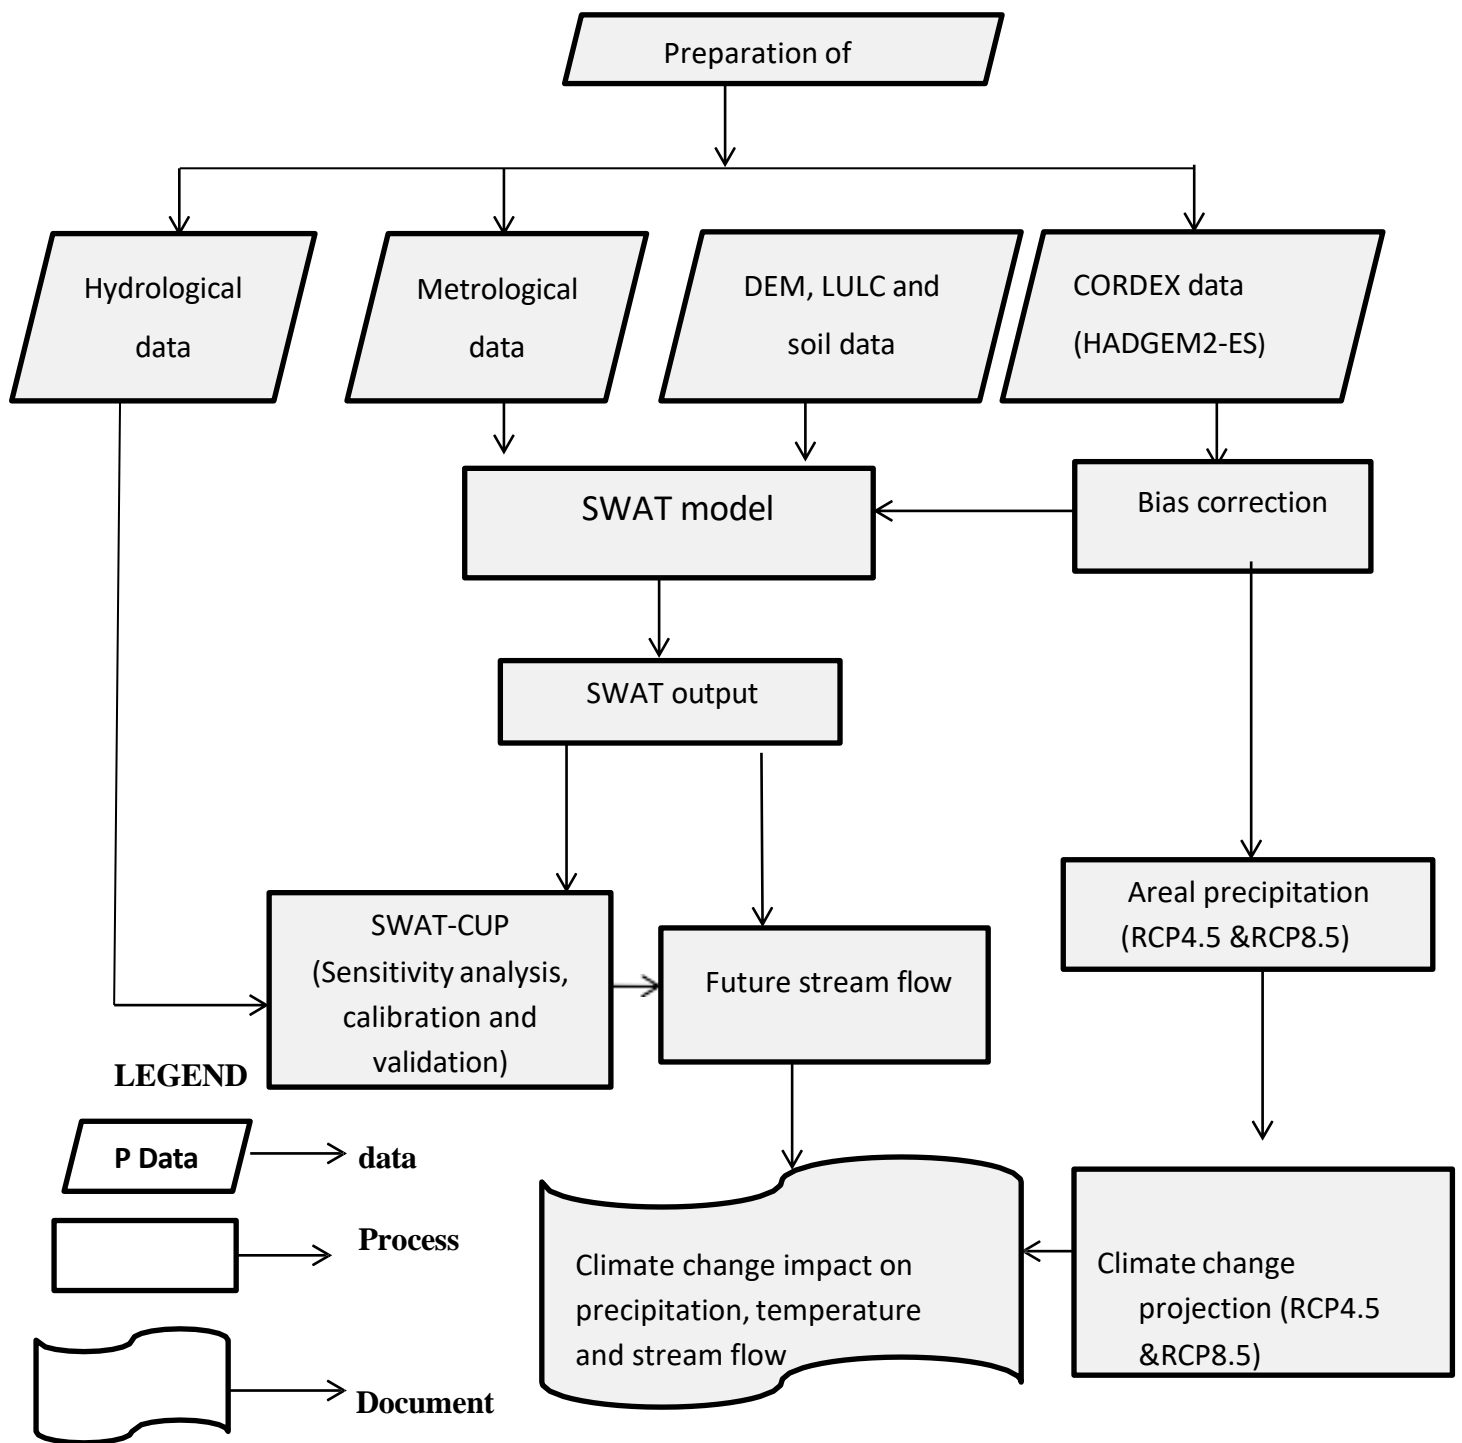 Preparation of
Hydrological
data
Metrological
data
DEM, LULC and
soil data
CORDEX data
(HADGEM2-ES)
SWAT model
Bias correction
SWAT output
SWAT-CUP
(Sensitivity analysis,
calibration and
validation)
Future stream flow
Areal precipitation
(RCP4.5 &RCP8.5)
Climate change impact on
precipitation, temperature
and stream flow
Climate change
projection (RCP4.5
&RCP8.5)
LEGEND
P Data
data
Process
Document